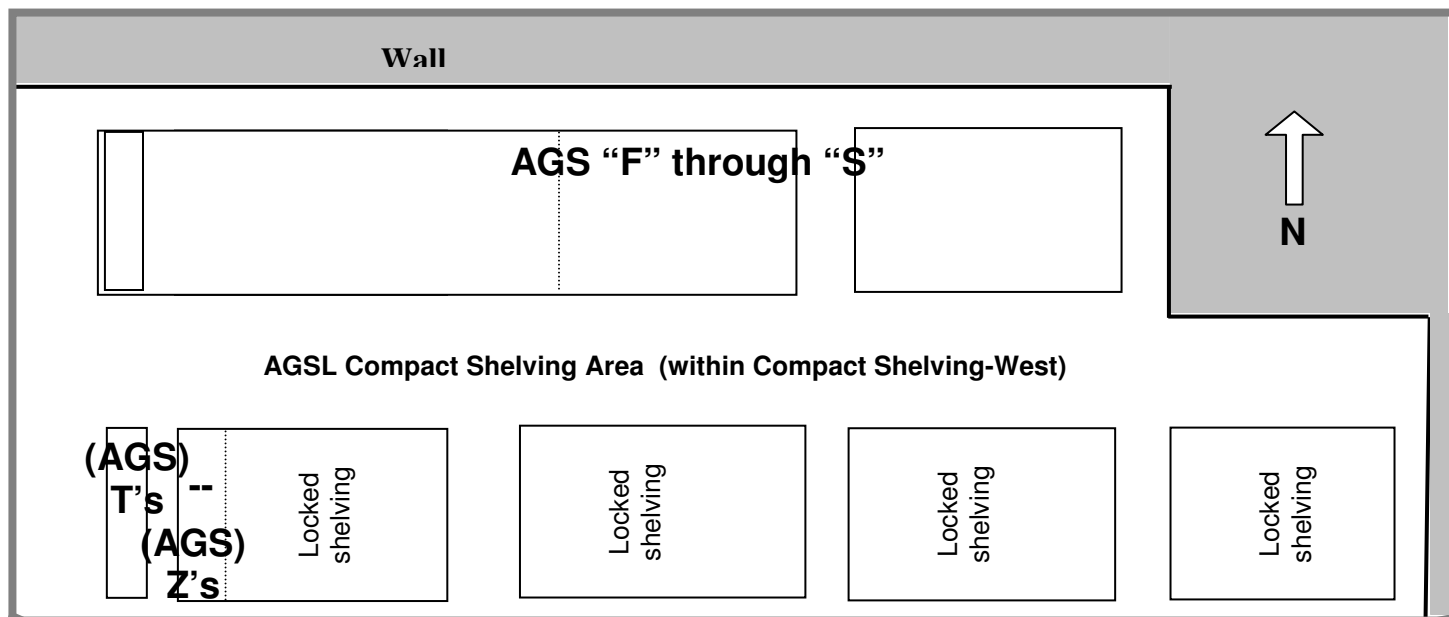 Wall
AGS “F” through “S”
N
AGSL Compact Shelving Area (within Compact Shelving-West)
(AGS)
T’s
--
(AGS)
Z’s
Locked
shelving
Locked
shelving
Locked
shelving
Locked
shelving